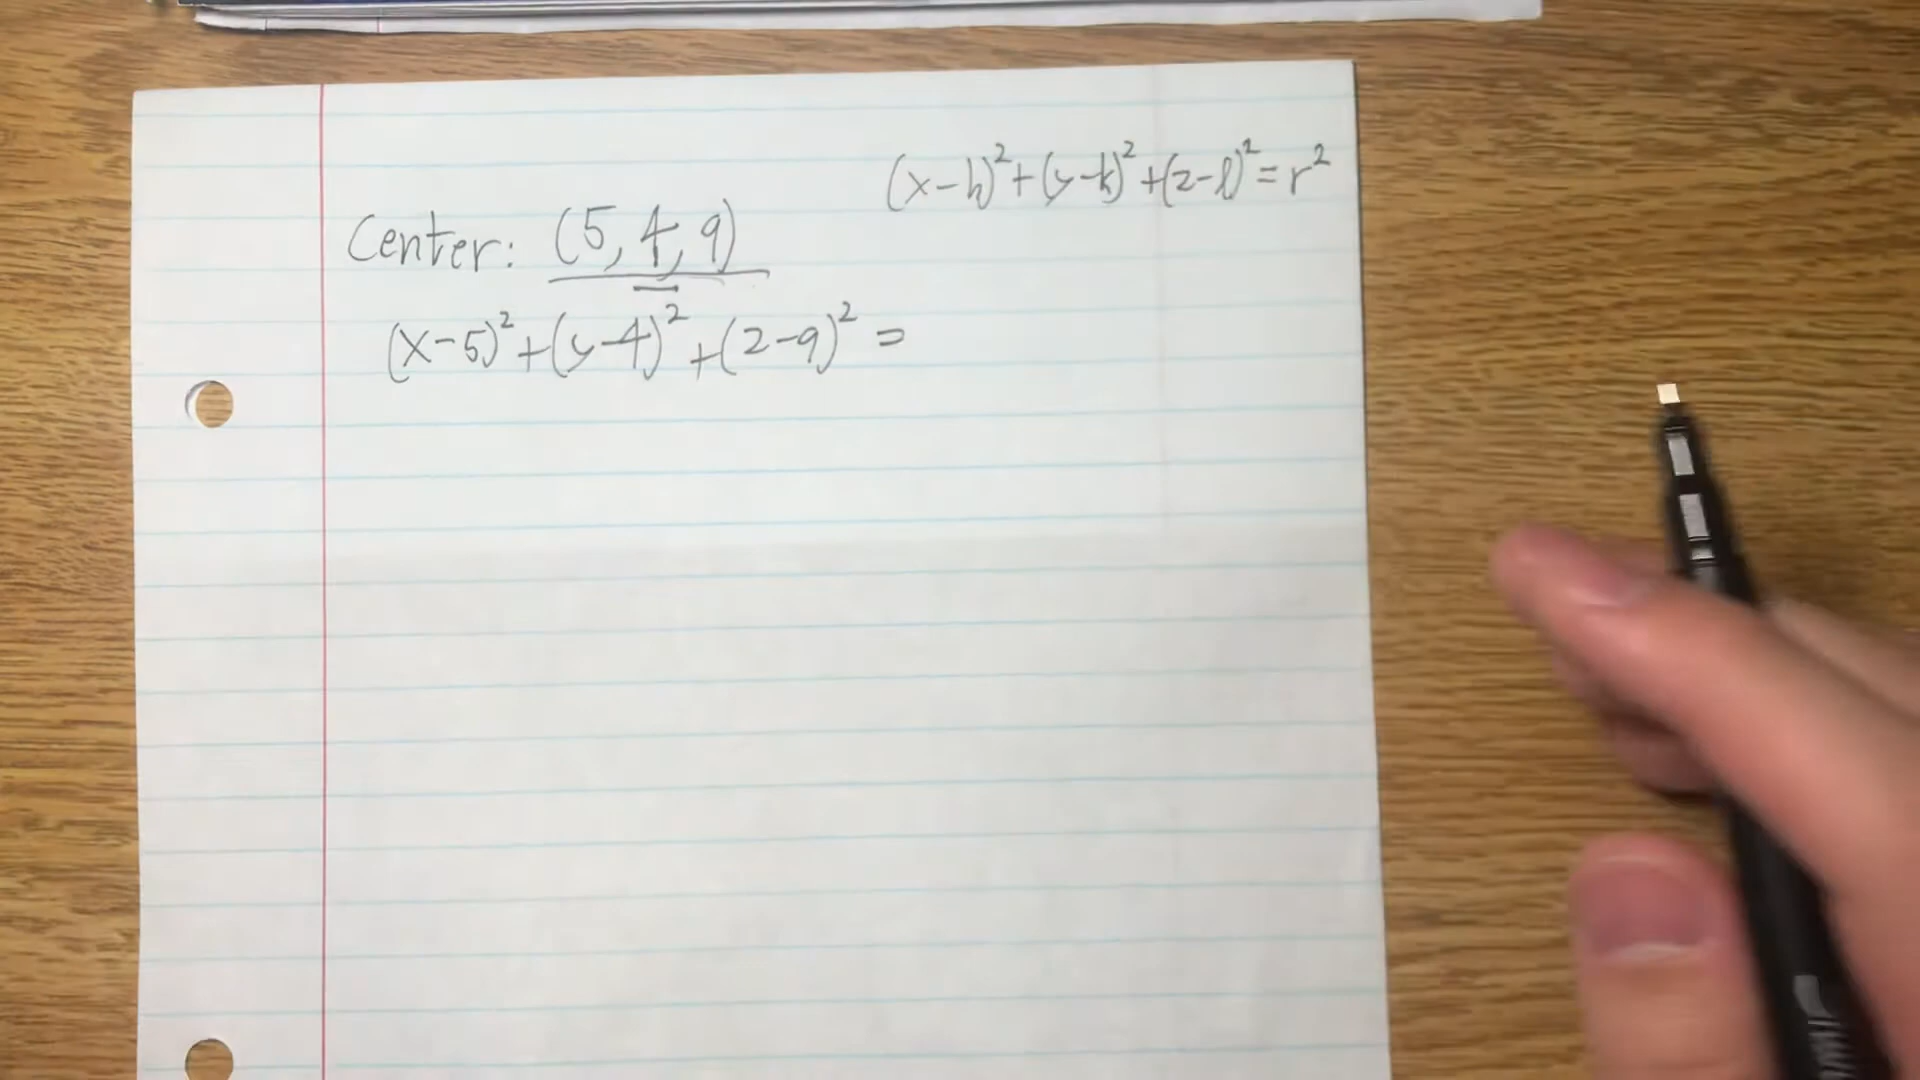 (x-h)²+(y-k)²+(z-l)²=r²
Center: (5,4,9)
(x-5)²+(y-4)²+(z-9)²=